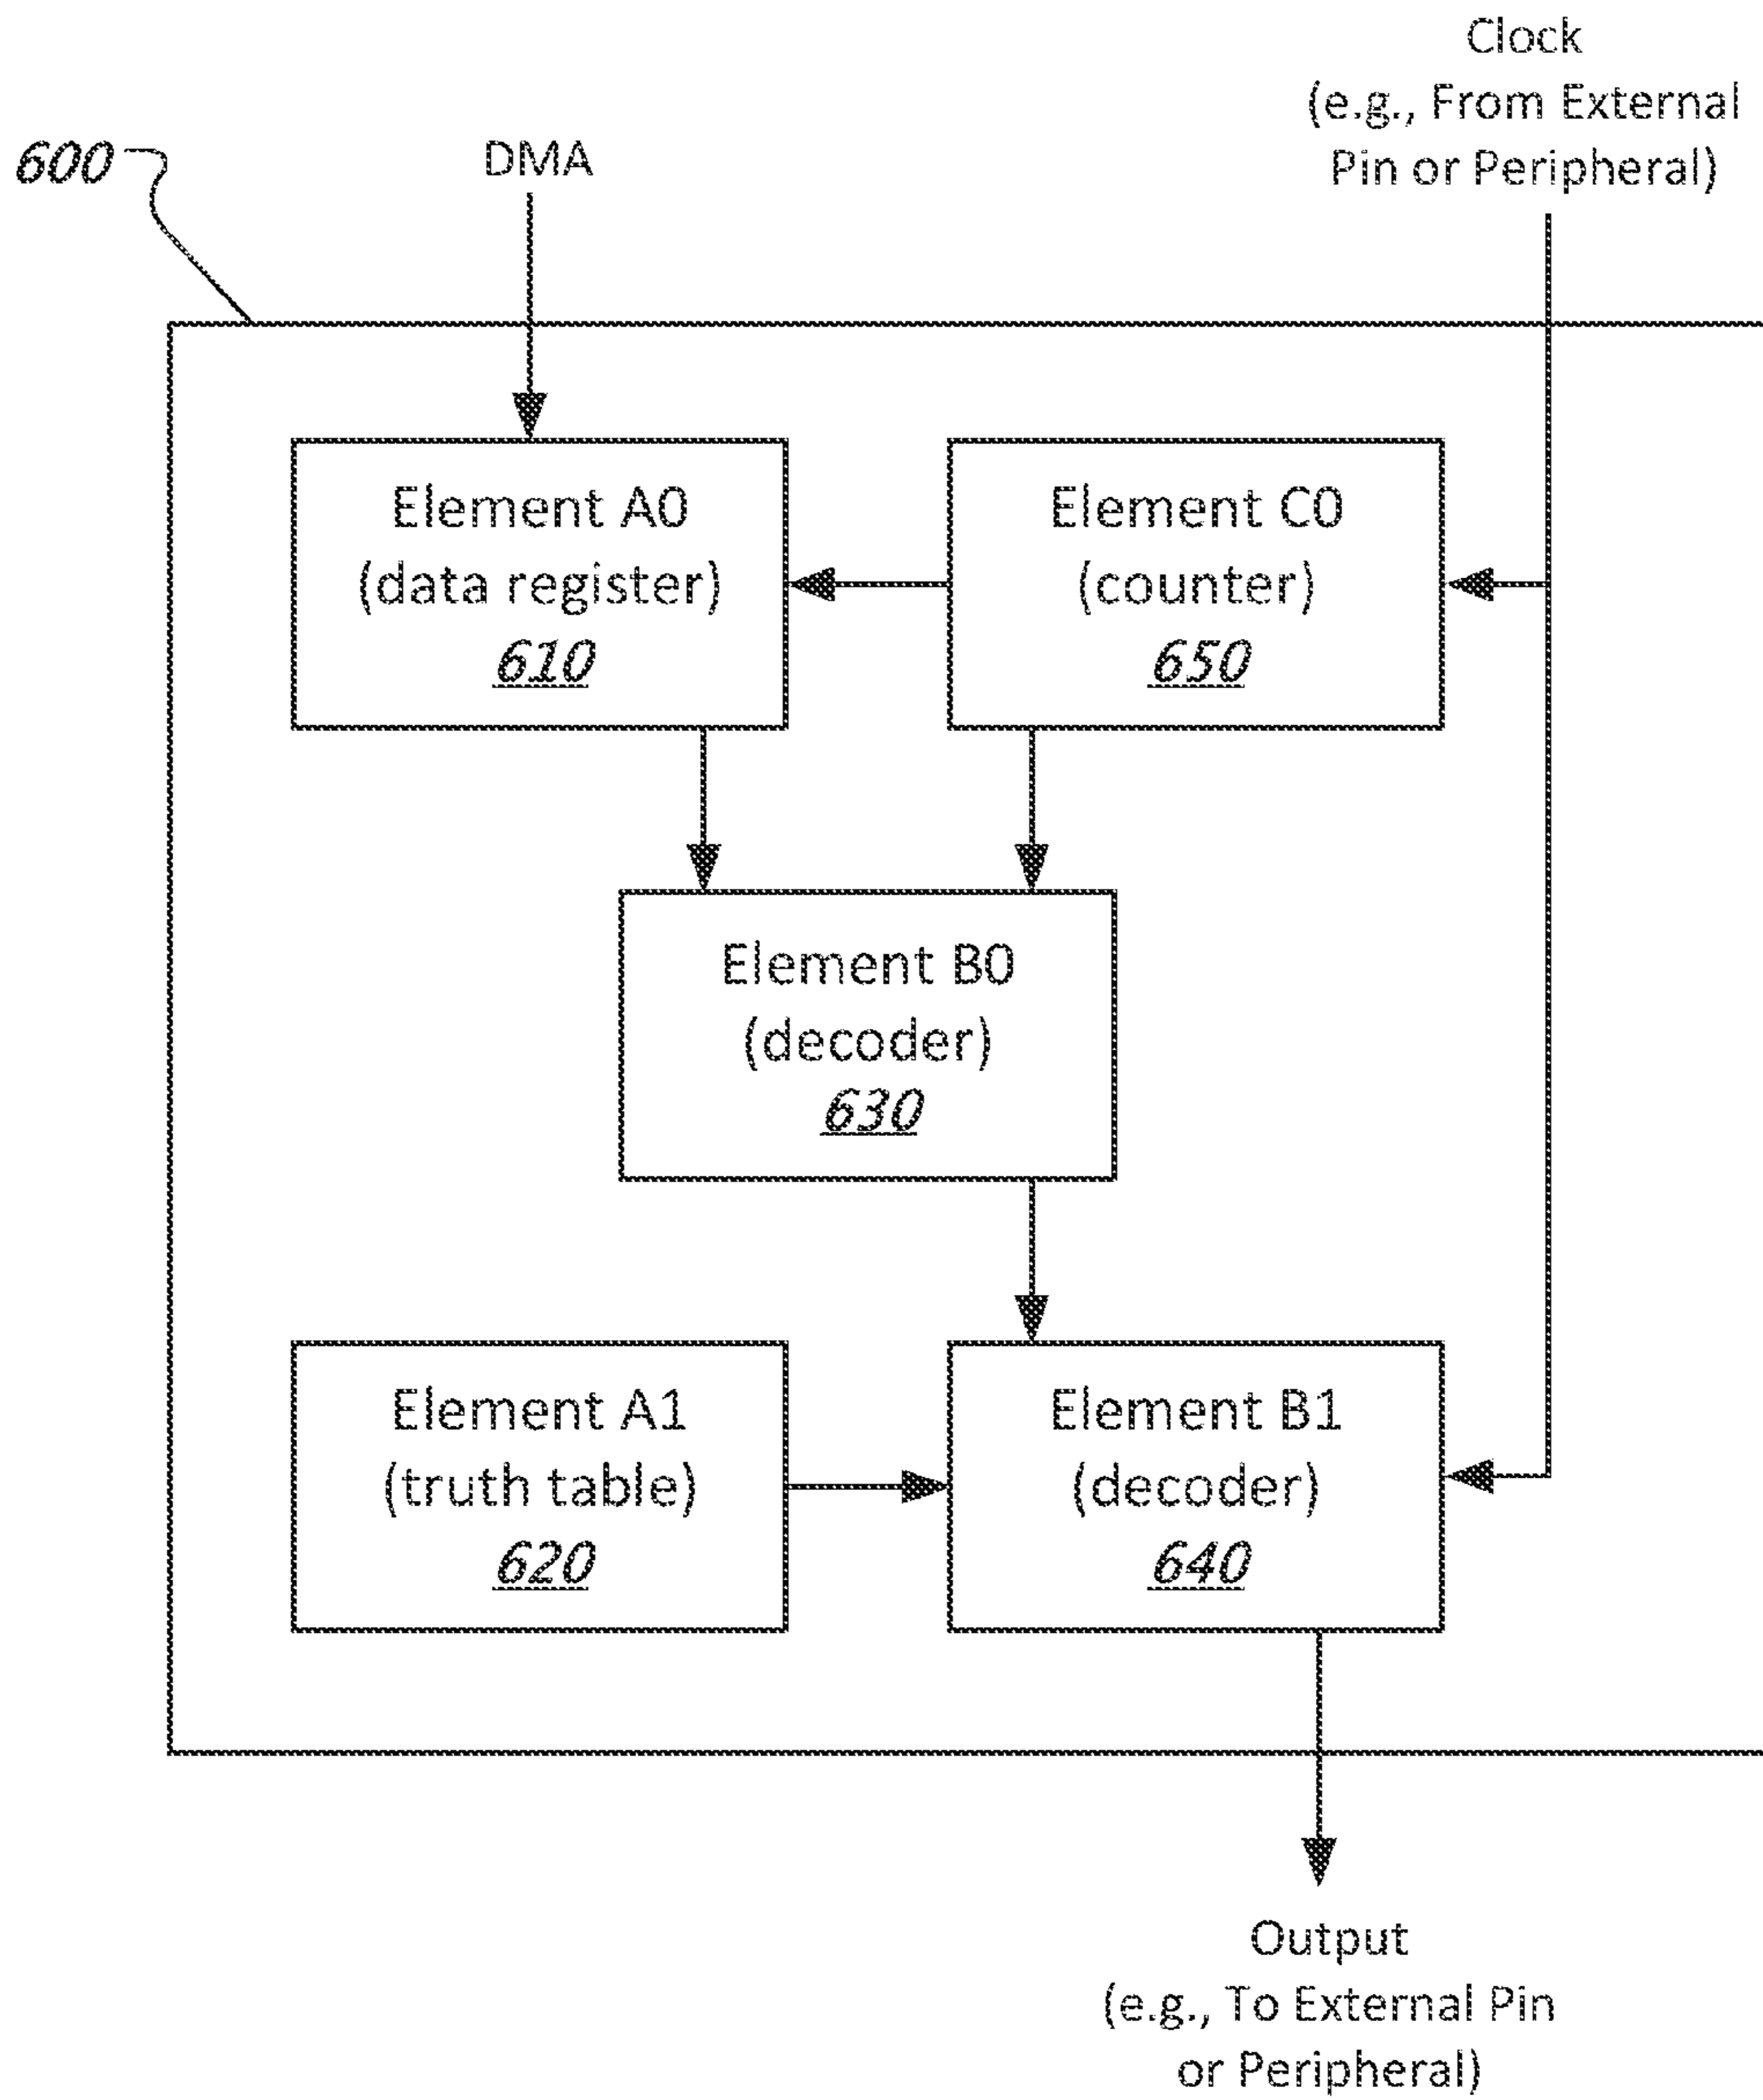 Clock
(e.g., From External
Pin or Peripheral)
600
DMA
Element A0
(data register)
610
Element C0
(counter)
650
Element B0
(decoder)
630
Element A1
(truth table)
620
Element B1
(decoder)
640
Output
(e.g., To External Pin
or Peripheral)